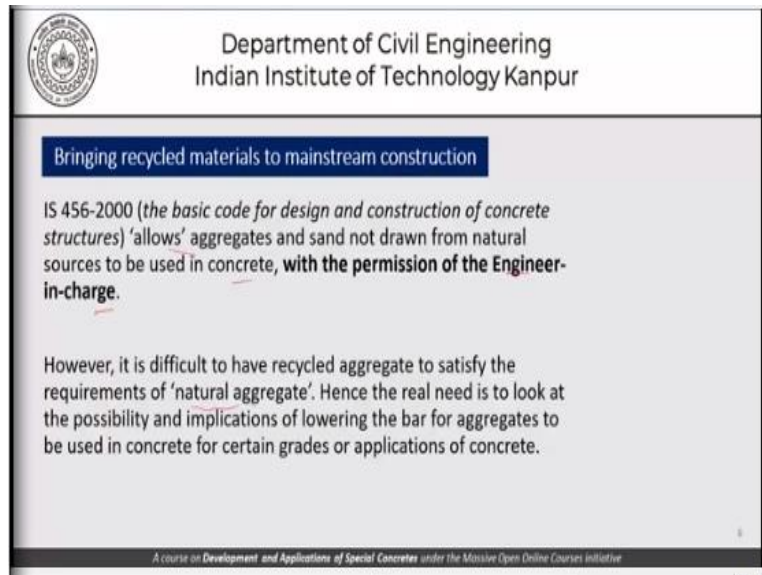 Department of Civil Engineering
Indian Institute of Technology Kanpur
Bringing recycled materials to mainstream construction
IS 456-2000 (the basic code for design and construction of concrete
structures) ‘allows’ aggregates and sand not drawn from natural
sources to be used in concrete, with the permission of the Engineer-
in-charge.
However, it is difficult to have recycled aggregate to satisfy the
requirements of ‘natural aggregate’. Hence the real need is to look at
the possibility and implications of lowering the bar for aggregates to
be used in concrete for certain grades or applications of concrete.
A course on Development and Applications of Special Concretes under the Massive Open Online Courses initiative